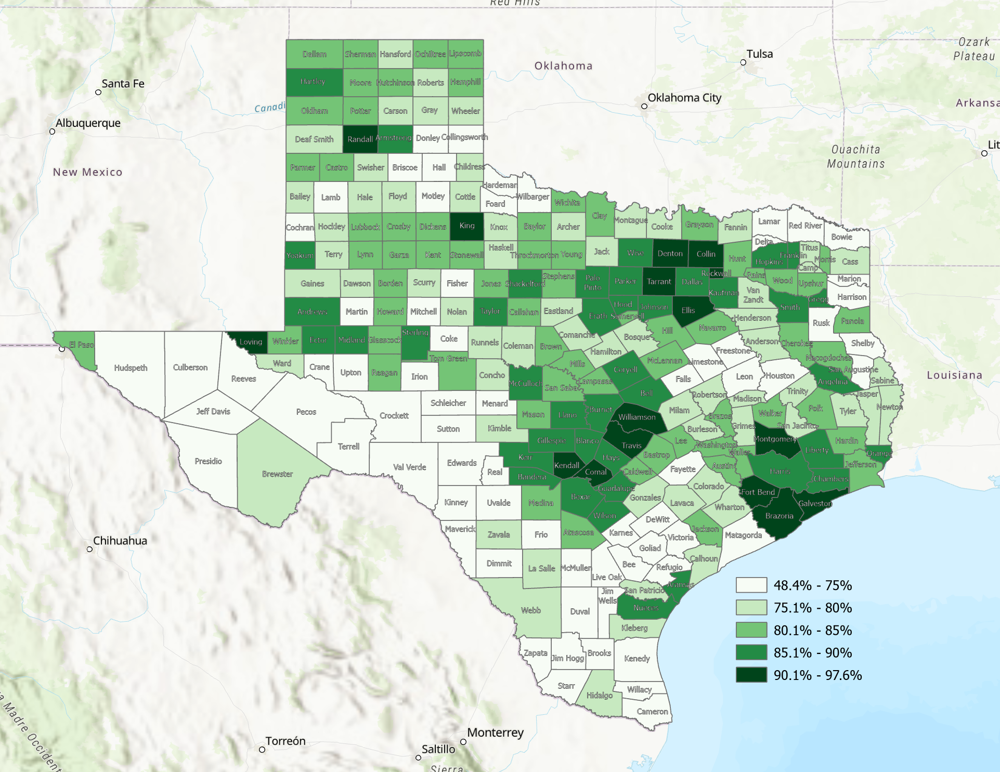 Red Hills
Ozark
Plateau
Tulsa
Oklahoma
Dallam
Sherman
Hansford
Ochiltree
Lipscomb
Santa Fe
Hartley
Moore
Hutchinson
Roberts
Hemphill
Oklahoma City
Arkansa
Canadi
Oldham
Potter
Carson
Gray
Wheeler
Albuquerque
Deaf Smith
Randall
Armstrong
Donley
Collingsworth
Lit
Ouachita
Mountains
New Mexico
Parmer
Castro
Swisher
Briscoe
Hall
Childress
Hardeman
Bailey
Lamb
Hale
Floyd
Motley
Cottle
Foard
Wilbarger
Wichita
Clay
Cochran
Hockley
Lubbock
Crosby
Dickens
King
Knox
Baylor
Archer
Montague
Cooke
Grayson
Fannin
Lamar
Red River
Bowie
Delta
Yoakum
Terry
Lynn
Garza
Kent
Stonewall
Haskell
Throckmorton
Young
Jack
Wise
Denton
Collin
Hunt
Hopkins
Franklin
Titus
Morris
Cass
Camp
Gaines
Dawson
Borden
Scurry
Fisher
Jones
Shackelford
Stephens
Palo
Pinto
Parker
Tarrant
Dallas
Rockwall
Rains
Wood
Upshur
Marion
Kaufman
Van
Zandt
Smith
Gregg
Harrison
Andrews
Martin
Howard
Mitchell
Nolan
Taylor
Callahan
Eastland
Erath
Hood
Somervell
Johnson
Ellis
Henderson
Rusk
Panola
El Paso
Loving
Winkler
Ector
Midland
Glasscock
Sterling
Coke
Runnels
Coleman
Brown
Comanche
Hamilton
Bosque
Hill
Navarro
Anderson
Cherokee
Shelby
Hudspeth
Culberson
Reeves
Ward
Crane
Upton
Reagan
Irion
Tom Green
Concho
Mills
Coryell
McLennan
Limestone
Freestone
Nacogdoches
San Augustine
Louisiana
McCulloch
San Saba
Lampasas
Bell
Falls
Leon
Houston
Angelina
Sabine
Robertson
Madison
Trinity
Jasper
Newton
Jeff Davis
Pecos
Crockett
Schleicher
Menard
Mason
Llano
Burnet
Williamson
Milam
Brazos
Walker
Polk
Tyler
Sutton
Kimble
Burleson
Grimes
San Jacinto
Presidio
Terrell
Gillespie
Blanco
Travis
Lee
Washington
Montgomery
Liberty
Hardin
Brewster
Val Verde
Edwards
Real
Kerr
Kendall
Hays
Bastrop
Waller
Orange
Bandera
Comal
Caldwell
Fayette
Austin
Harris
Chambers
Jefferson
Kinney
Uvalde
Medina
Bexar
Guadalupe
Gonzales
Lavaca
Colorado
Wharton
Fort Bend
Galveston
Wilson
Brazoria
Maverick
Zavala
Frio
Atascosa
Karnes
DeWitt
Victoria
Jackson
Matagorda
Chihuahua
Goliad
Dimmit
La Salle
McMullen
Live Oak
Bee
Refugio
Calhoun
Aransas
San Patricio
48.4% - 75%
Webb
Duval
Jim
Wells
Nueces
75.1% - 80%
Kleberg
80.1% - 85%
Zapata
Jim Hogg
Brooks
Kenedy
85.1% - 90%
Starr
Hidalgo
Willacy
90.1% - 97.6%
Cameron
a Madre Occident
Torreón
Monterrey
Saltillo
Sierra